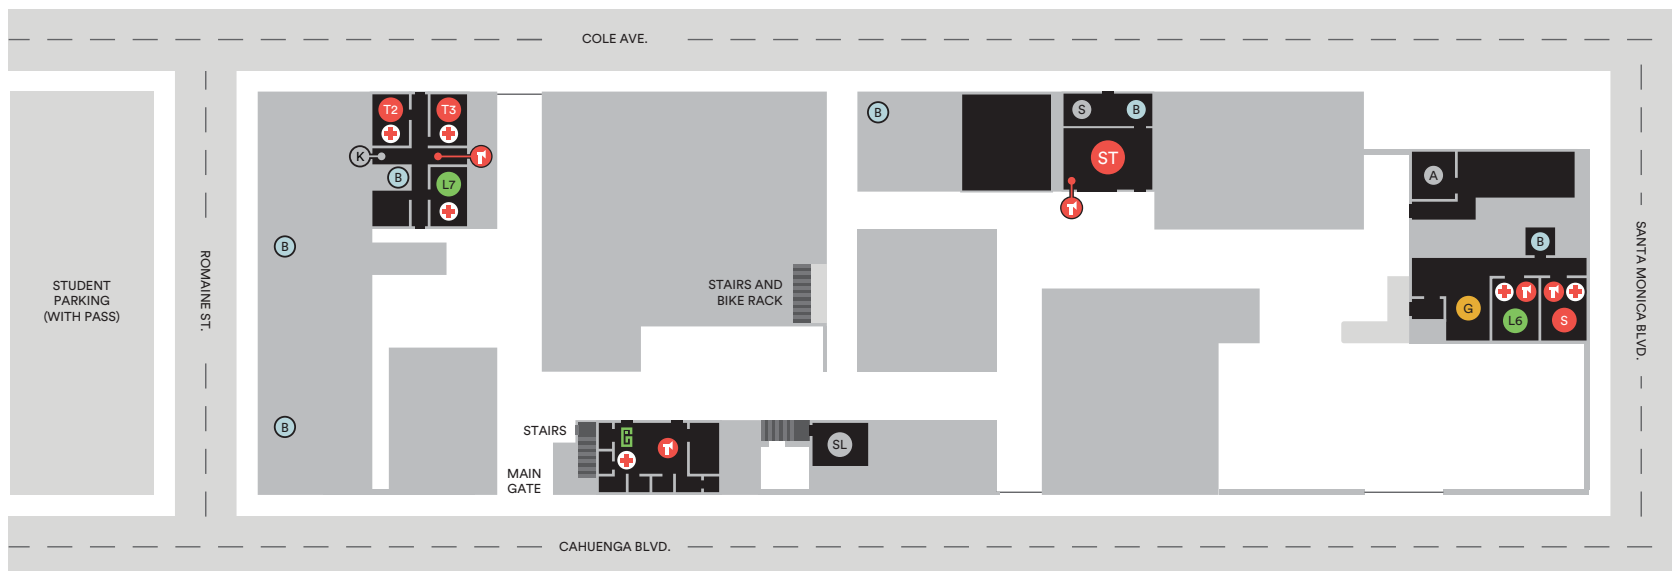 COLE AVE.
T2
T3
K
B
L7
B
B
STUDENT
PARKING
(WITH PASS)
ROMAINE ST.
STAIRS AND
BIKE RACK
B
S
B
ST
A
B
G
L6
S
SANTA MONICA BLVD.
STAIRS
MAIN
GATE
SL
CAHUENGA BLVD.